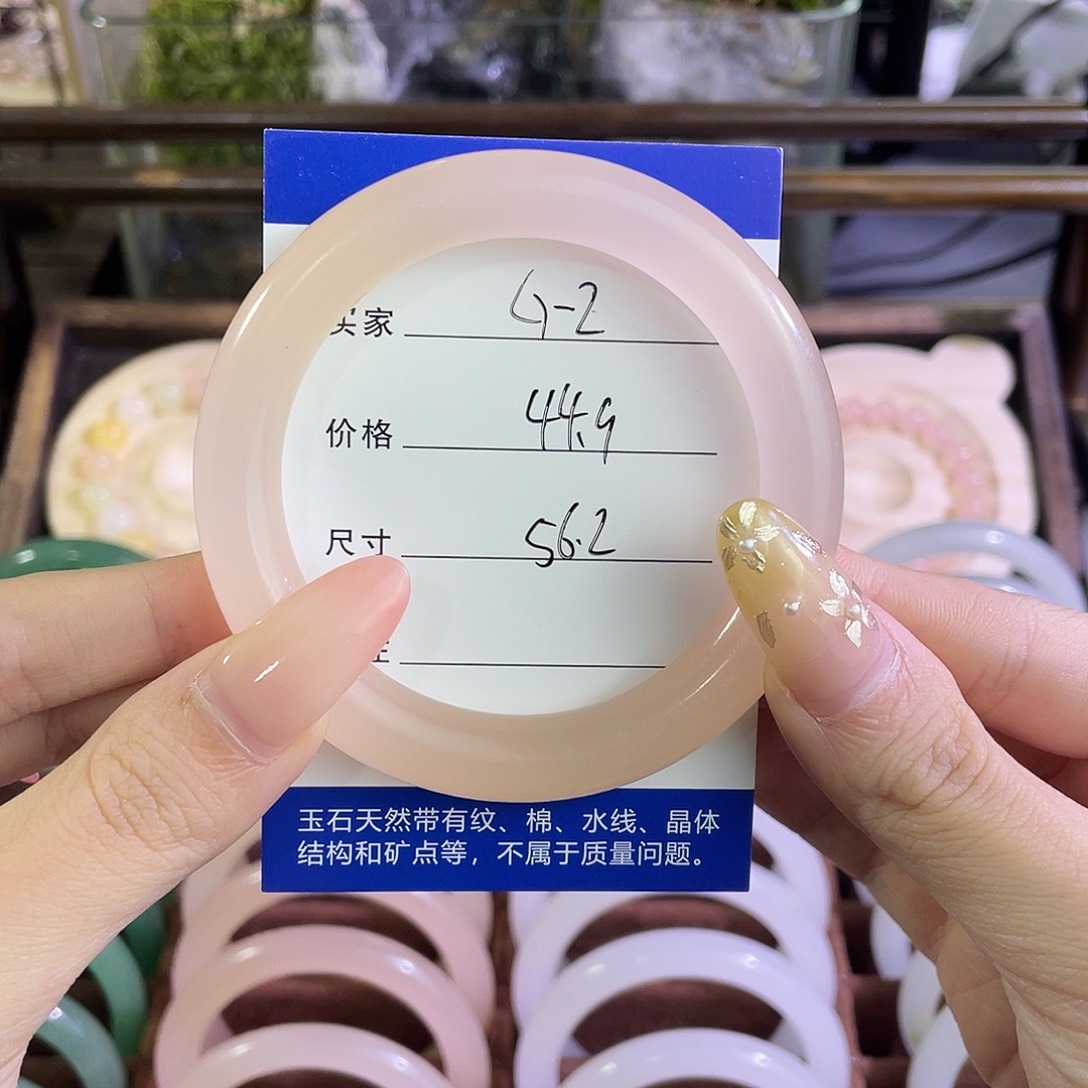 买家 G-2
价格 44.9
尺寸 56.2
玉石天然带有纹、棉、水线、晶体
结构和矿点等，不属于质量问题。